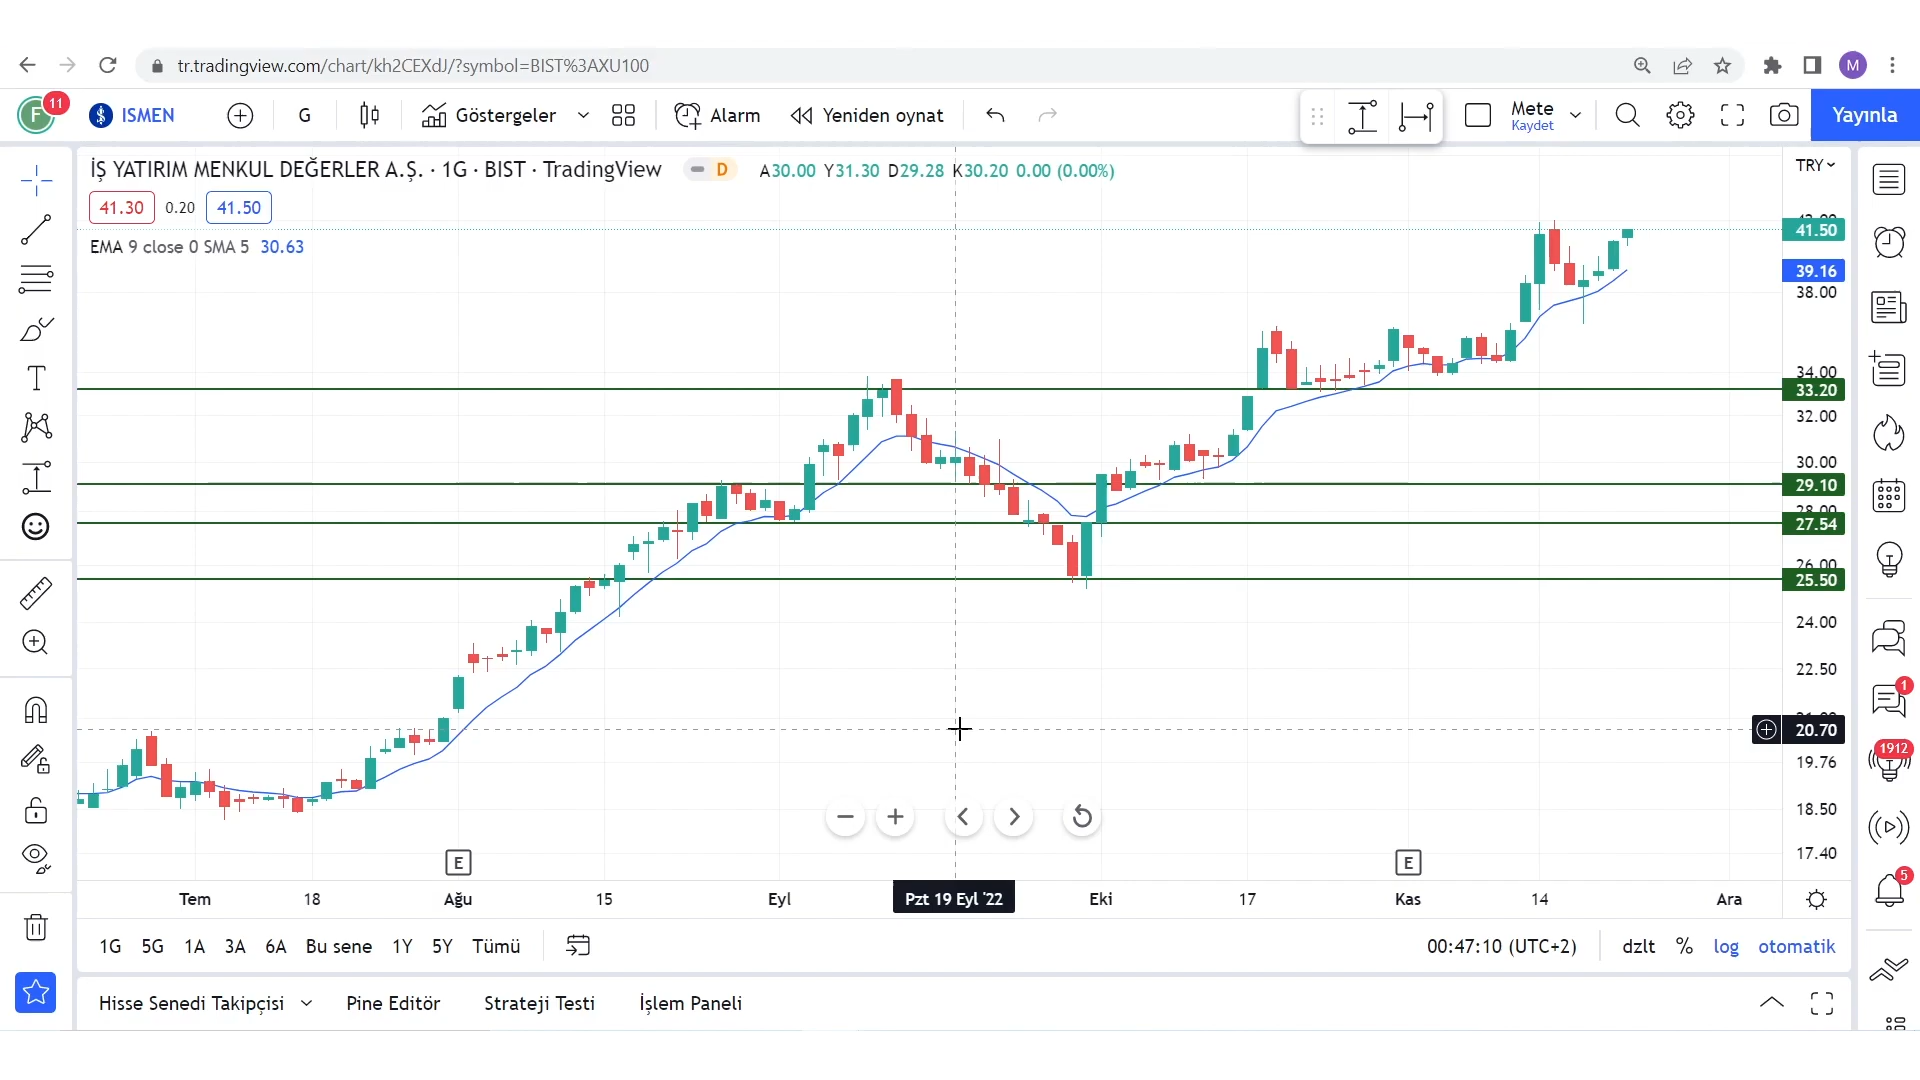 tr.tradingview.com/chart/kh2CEXdJ/?symbol=BIST%3AXU100
M
F
11
$
ISMEN
G
Göstergeler
Alarm
Yeniden oynat
Mete
Kaydet
Yayınla
İŞ YATIRIM MENKUL DEĞERLER A.Ş. · 1G · BIST · TradingView
D
A30.00 Y31.30 D29.28 K30.20 0.00 (0.00%)
TRY
41.30
0.20
41.50
EMA 9 close 0 SMA 5 30.63
41.50
39.16
38.00
34.00
33.20
32.00
30.00
29.10
28.00
27.54
26.00
25.50
24.00
22.50
20.70
19.76
18.50
17.40
1
1912
5
E
E
Tem
18
Ağu
15
Eyl
Pzt 19 Eyl '22
Eki
17
Kas
14
Ara
1G 5G 1A 3A 6A Bu sene 1Y 5Y Tümü
00:47:10 (UTC+2)
dzlt % log otomatik
Hisse Senedi Takipçisi
Pine Editör
Strateji Testi
İşlem Paneli